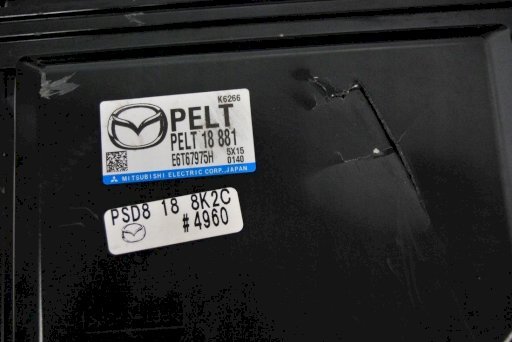 K6266
PELT
PELT 18 881
E6T67975H 5X15
0140
MITSUBISHI ELECTRIC CORP. JAPAN
PSD8 18 8K2C
#4960